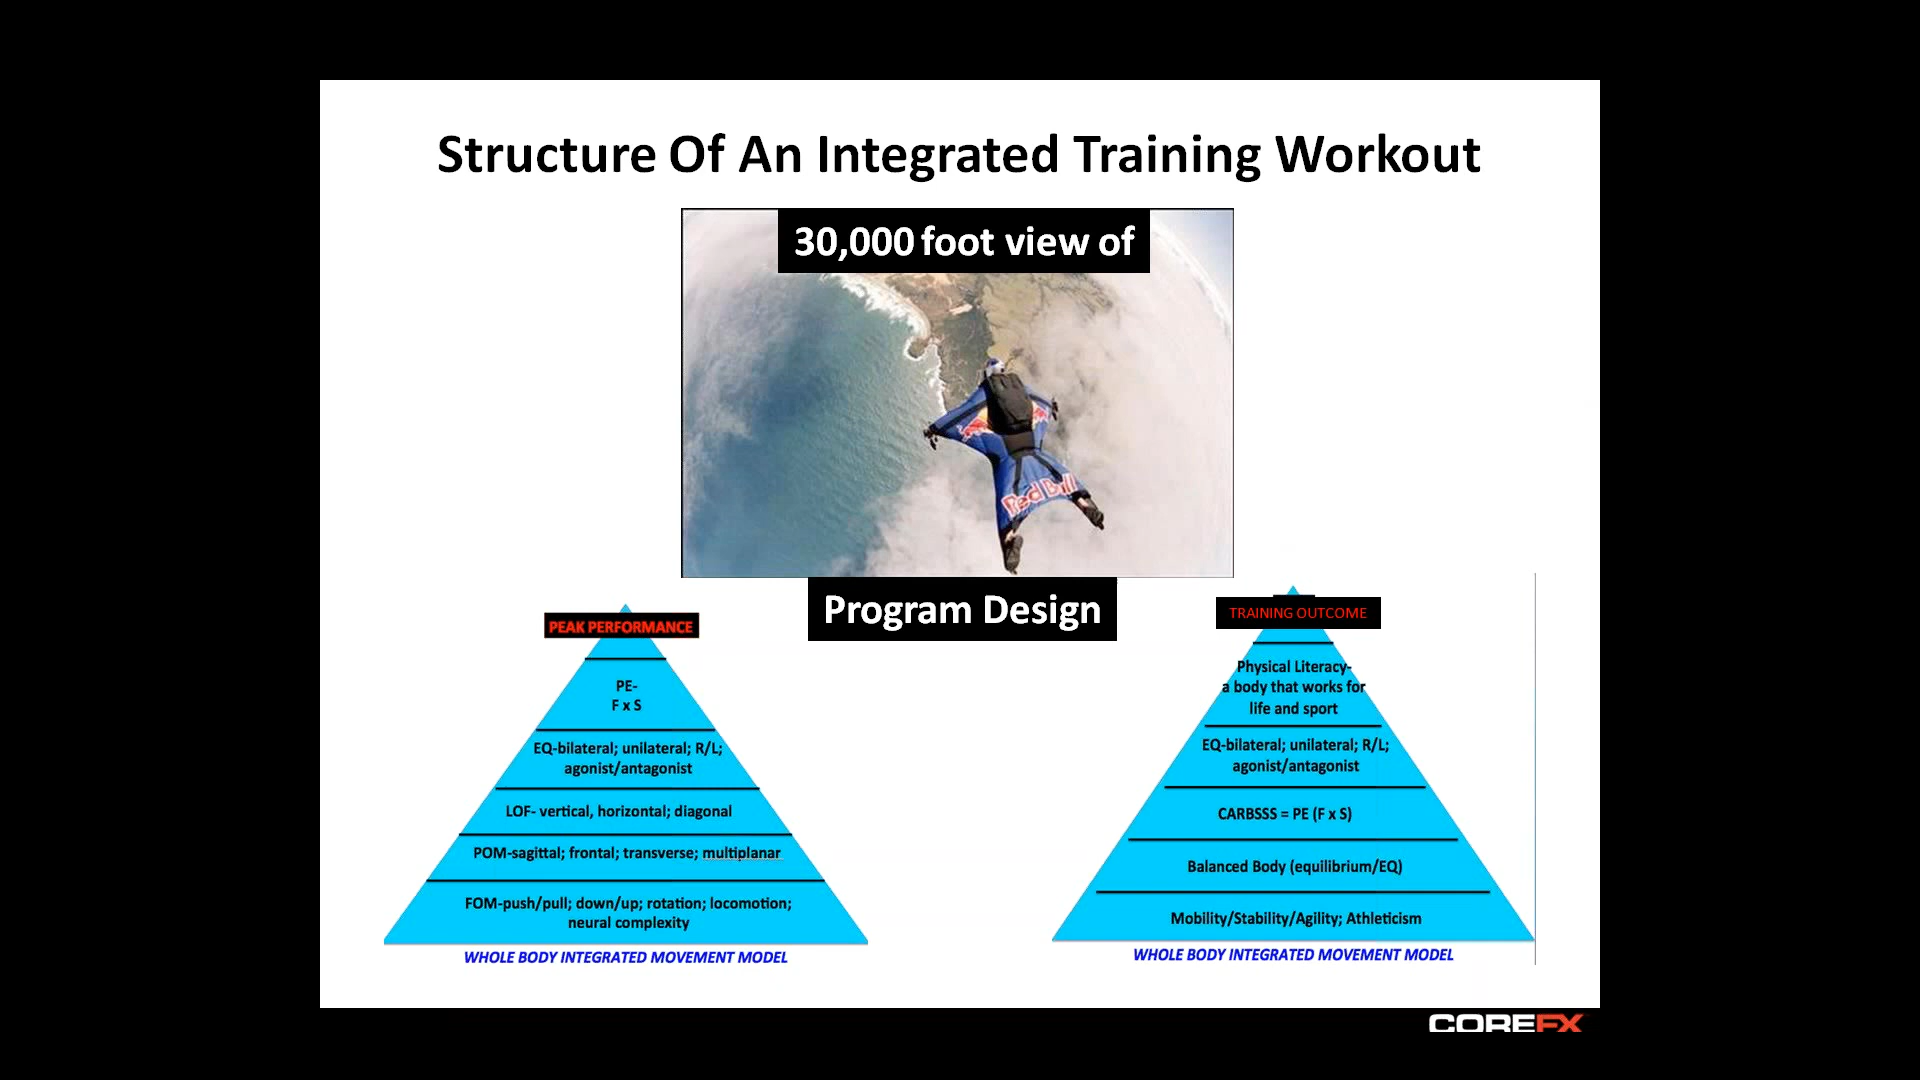 Structure Of An Integrated Training Workout
30,000 foot view of
Red Bull
Program Design
PEAK PERFORMANCE
PE-
F x S
EQ-bilateral; unilateral; R/L;
agonist/antagonist
LOF- vertical, horizontal; diagonal
POM-sagittal; frontal; transverse; multiplanar
FOM-push/pull; down/up; rotation; locomotion;
neural complexity
WHOLE BODY INTEGRATED MOVEMENT MODEL
TRAINING OUTCOME
Physical Literacy-
a body that works for
life and sport
EQ-bilateral; unilateral; R/L;
agonist/antagonist
CARBSSS = PE (F x S)
Balanced Body (equilibrium/EQ)
Mobility/Stability/Agility; Athleticism
WHOLE BODY INTEGRATED MOVEMENT MODEL
COREFX